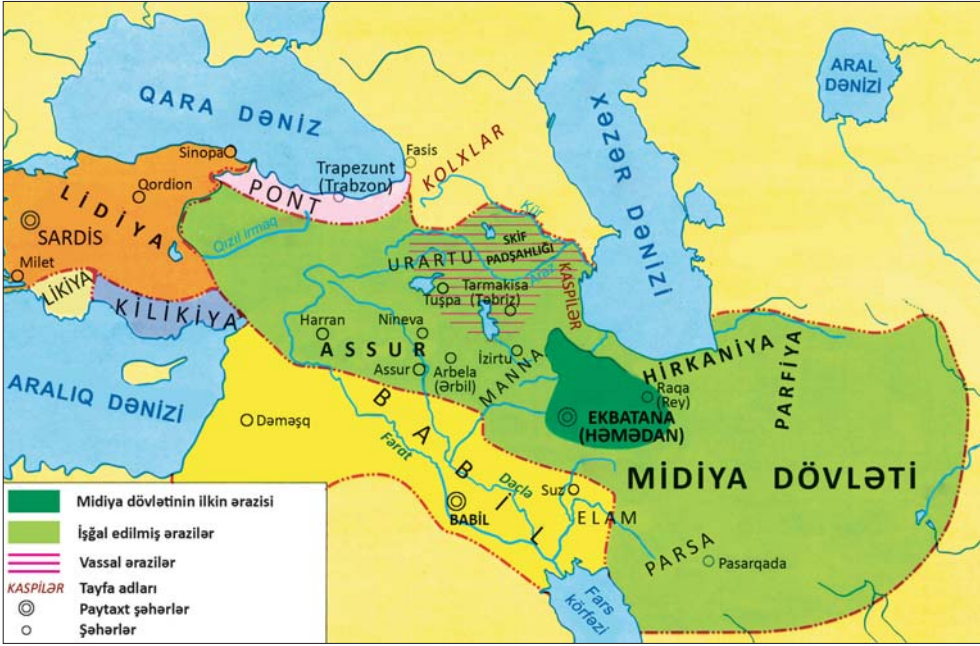 QARA DƏNİZ
ARAL
DƏNİZİ
XƏZƏR DƏNİZİ
Sinopa
Fasis
KOLXLAR
Trapezunt
(Trabzon)
PONT
Qordion
LİDİYA
SARDİS
Milet
LİKİYA
KİLİKİYA
Qızıl irmaq
Kür
SKİF
PADŞAHLIĞI
Araz
URARTU
KASPİLƏR
Tuşpa
Tarmakisa
(Təbriz)
Harran
Nineva
ASSUR
Assur
Arbela
(Ərbil)
İzirtu
MANNA
HİRKANİYA
PARFİYA
Raqa
(Rey)
EKBATANA
(HƏMƏDAN)
ARALIQ DƏNİZİ
Dəməşq
BABİL
Fərat
Dəclə
BABİL
Suz
ELAM
MİDİYA DÖVLƏTİ
PARSA
Pasarqada
Fars
körfəzi
Midiya dövlətinin ilkin ərazisi
İşğal edilmiş ərazilər
Vassal ərazilər
KASPİLƏR Tayfa adları
Paytaxt şəhərlər
Şəhərlər